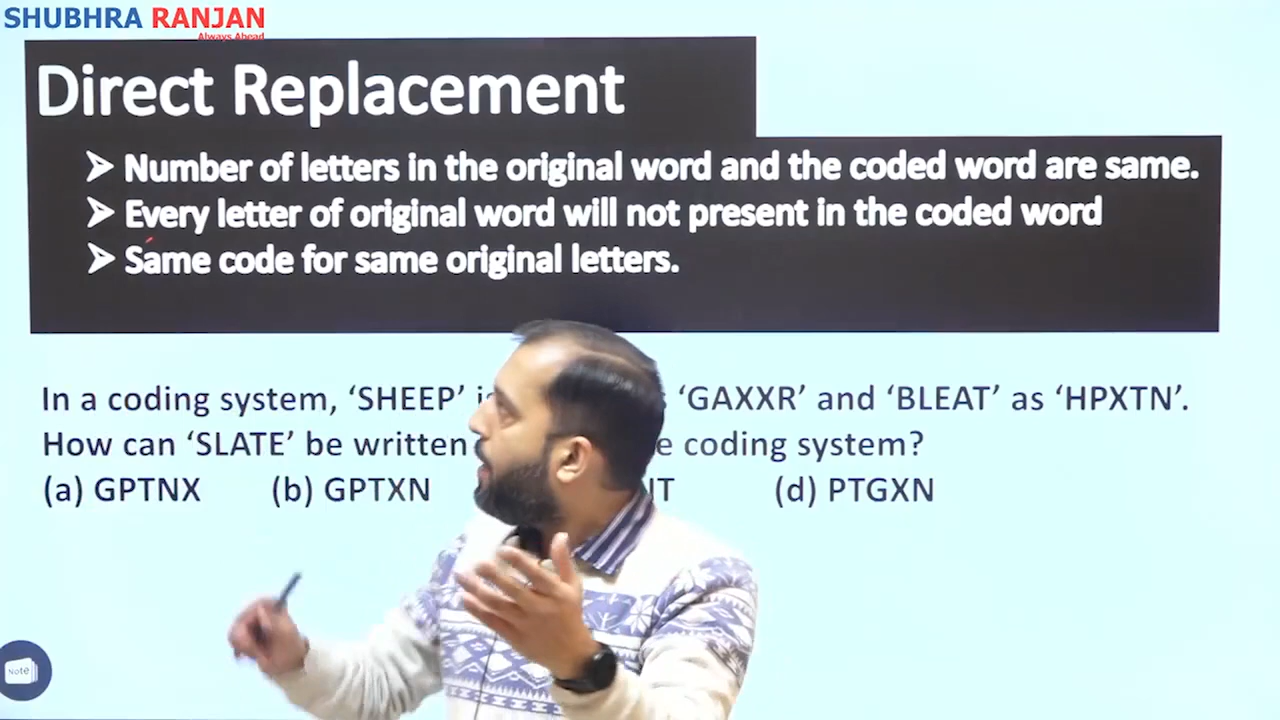 SHUBHRA RANJAN
Always Ahead
Direct Replacement
➤ Number of letters in the original word and the coded word are same.
➤ Every letter of original word will not present in the coded word
➤ Same code for same original letters.
In a coding system, ‘SHEEP’ ‘GAXXR’ and ‘BLEAT’ as ‘HPXTN’.
How can ‘SLATE’ be written coding system?
(a) GPTNX (b) GPTXN (d) PTGXN
Note